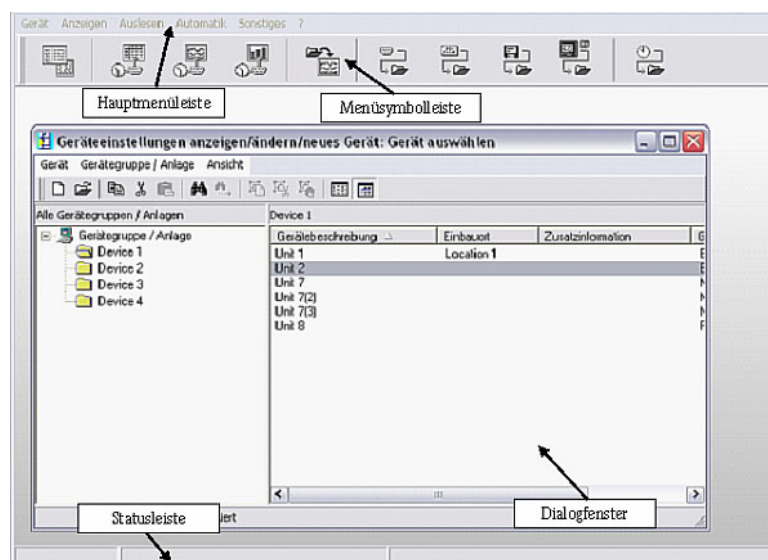 Gerät Anzeigen Auslesen Automatik Sonstiges ?
Hauptmenüleiste
Menüsymbolleiste
Geräteeinstellungen anzeigen/ändern/neues Gerät: Gerät auswählen
Gerät Gerätegruppe / Anlage Ansicht
Alle Gerätegruppen / Anlagen
Device 1
Gerätegruppe / Anlage
Device 1
Device 2
Device 3
Device 4
Gerätebeschreibung Einbauort Zusatzinformation G
Unit 1 Location 1 E
Unit 2 E
Unit 7 N
Unit 7(2) N
Unit 7(3) N
Unit 8 F
Statusleiste
Dialogfenster